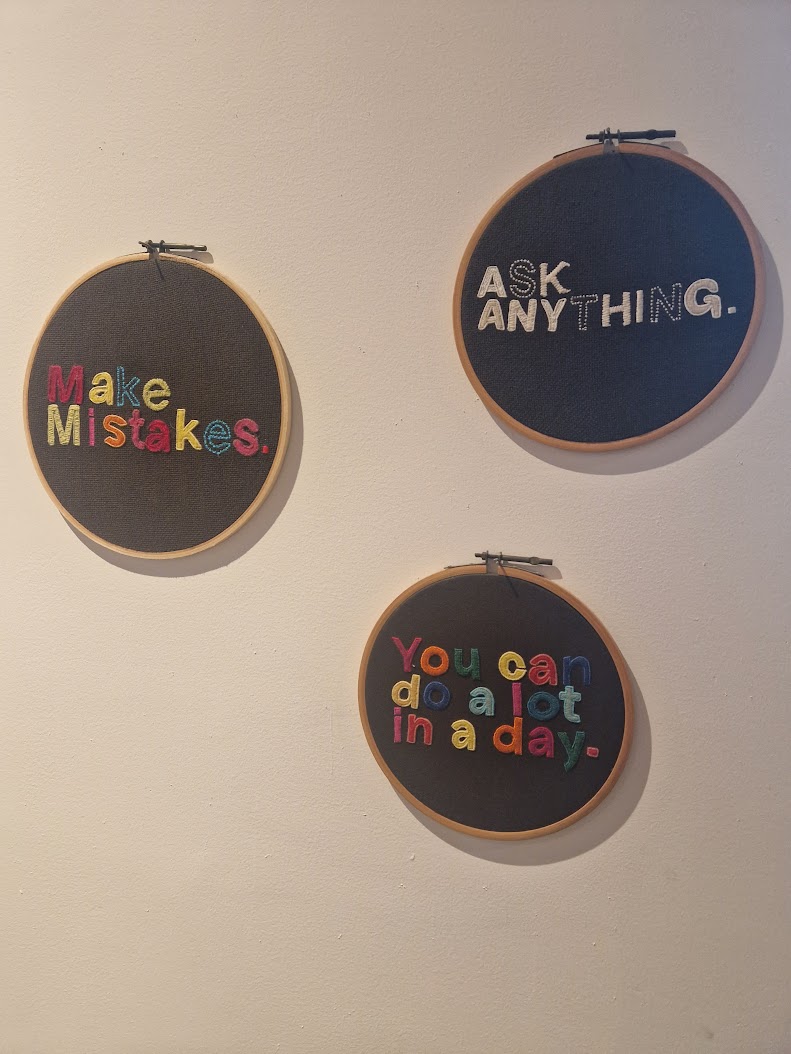 Make
Mistakes.
ASK
ANYTHING.
You can
do a lot
in a day.